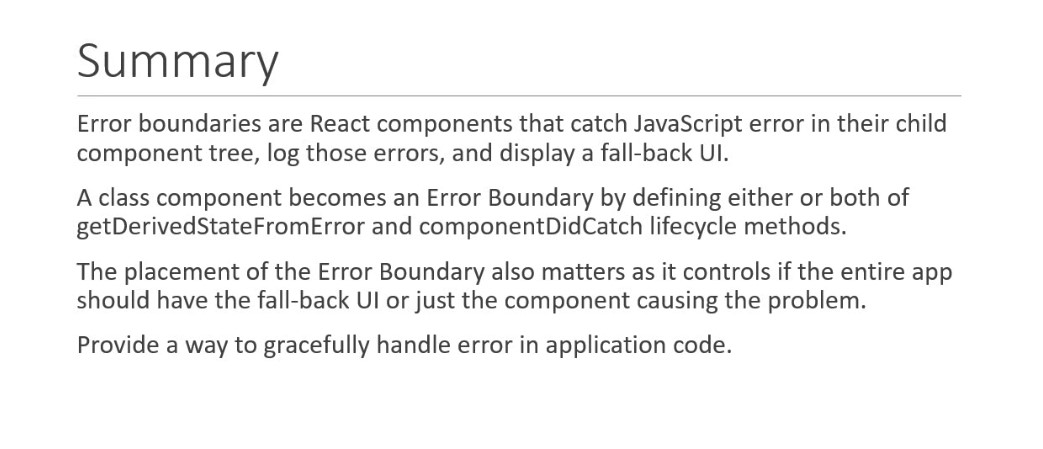 Summary
Error boundaries are React components that catch JavaScript error in their child
component tree, log those errors, and display a fall-back UI.
A class component becomes an Error Boundary by defining either or both of
getDerivedStateFromError and componentDidCatch lifecycle methods.
The placement of the Error Boundary also matters as it controls if the entire app
should have the fall-back UI or just the component causing the problem.
Provide a way to gracefully handle error in application code.